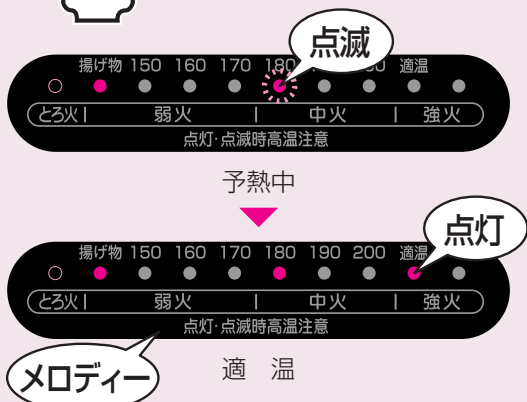 点滅
揚げ物 150 160 170 180 適温
とろ火 弱火 中火 強火
点灯・点滅時高温注意
予熱中
点灯
揚げ物 150 160 170 180 190 200 適温
とろ火 弱火 中火 強火
点灯・点滅時高温注意
メロディー
適 温